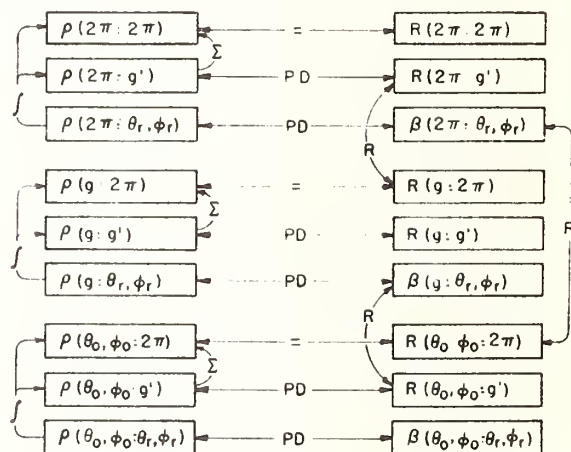 ρ(2π:2π) = R(2π 2π)
Σ
ρ(2π:g') PD R(2π g')
∫
ρ(2π:θr,φr) PD β(2π:θr,φr)
R
ρ(g:2π) = R(g:2π)
Σ
R
ρ(g:g') PD R(g:g')
∫
ρ(g:θr,φr) PD β(g:θr,φr)
R
ρ(θo,φo:2π) = R(θo φo:2π)
Σ
ρ(θo,φo:g') PD R(θo,φo:g')
∫
ρ(θo,φo:θr,φr) PD β(θo,φo:θr,φr)